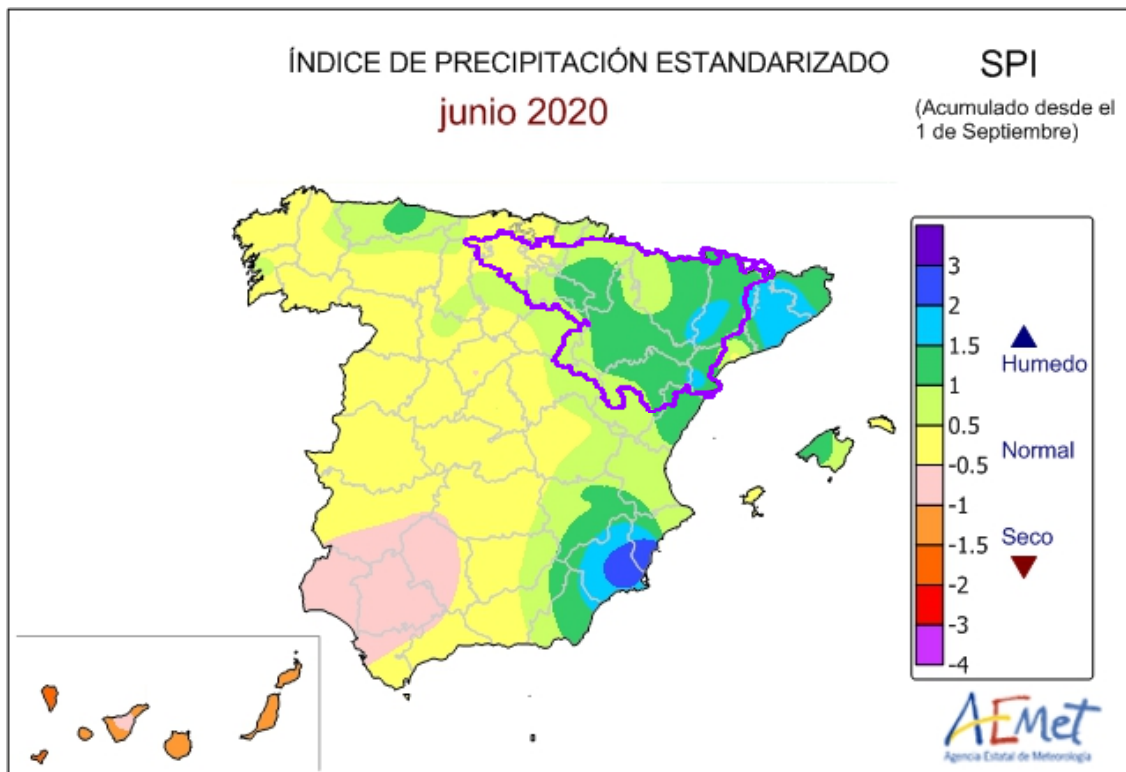 ÍNDICE DE PRECIPITACIÓN ESTANDARIZADO
SPI
junio 2020
(Acumulado desde el
1 de Septiembre)
3
2
1.5
1
0.5
-0.5
-1
-1.5
-2
-3
-4
Humedo
Normal
Seco
AEMet
Agencia Estatal de Meteorología